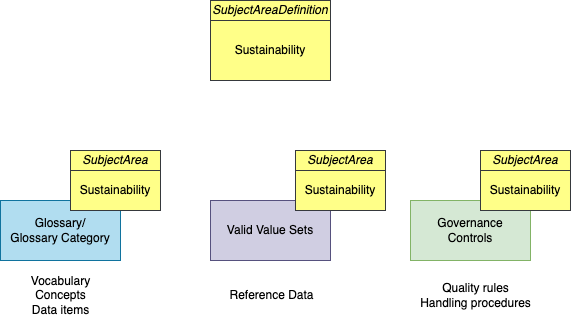 SubjectAreaDefinition
Sustainability
SubjectArea
Sustainability
Glossary/
Glossary Category
Vocabulary
Concepts
Data items
SubjectArea
Sustainability
Valid Value Sets
Reference Data
SubjectArea
Sustainability
Governance
Controls
Quality rules
Handling procedures